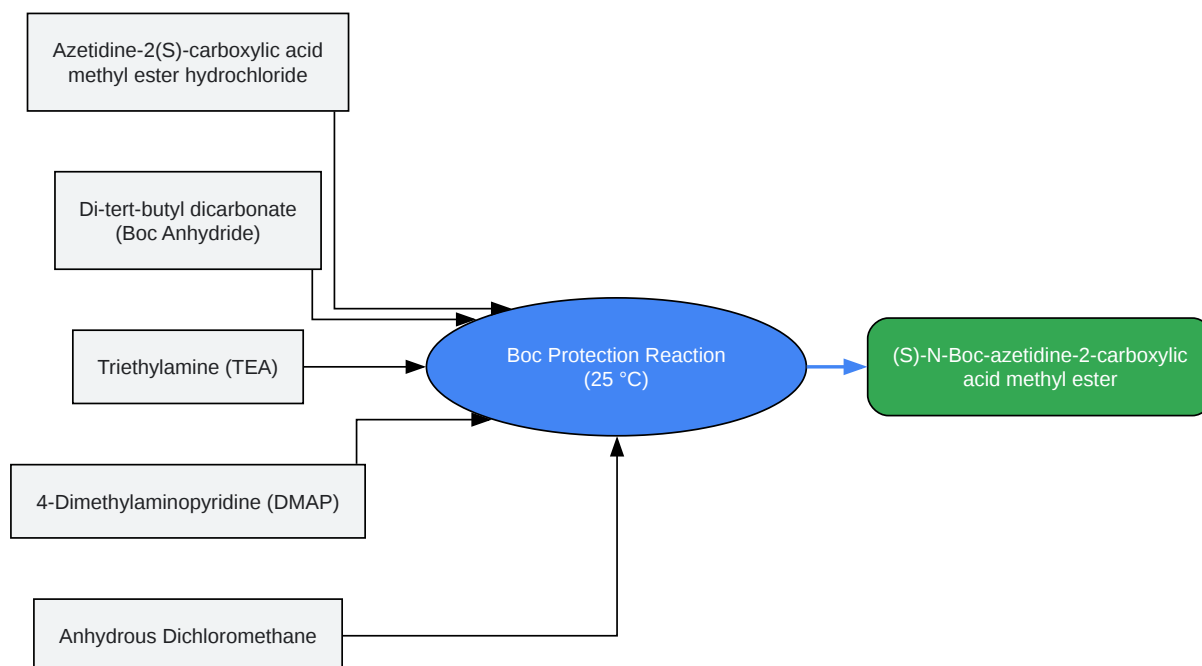 Azetidine-2(S)-carboxylic acid
methyl ester hydrochloride
Di-tert-butyl dicarbonate
(Boc Anhydride)
Triethylamine (TEA)
4-Dimethylaminopyridine (DMAP)
Anhydrous Dichloromethane
Boc Protection Reaction
(25 °C)
(S)-N-Boc-azetidine-2-carboxylic
acid methyl ester